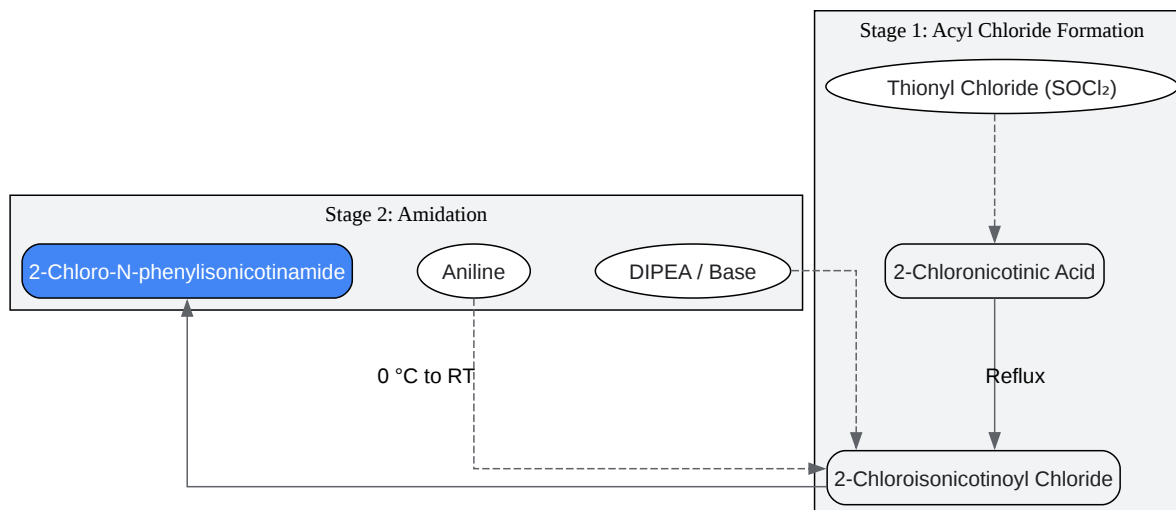 Stage 1: Acyl Chloride Formation
Thionyl Chloride (SOCl₂)
Stage 2: Amidation
2-Chloro-N-phenylisonicotinamide
Aniline
DIPEA / Base
2-Chloronicotinic Acid
0 °C to RT
Reflux
2-Chloroisonicotinoyl Chloride